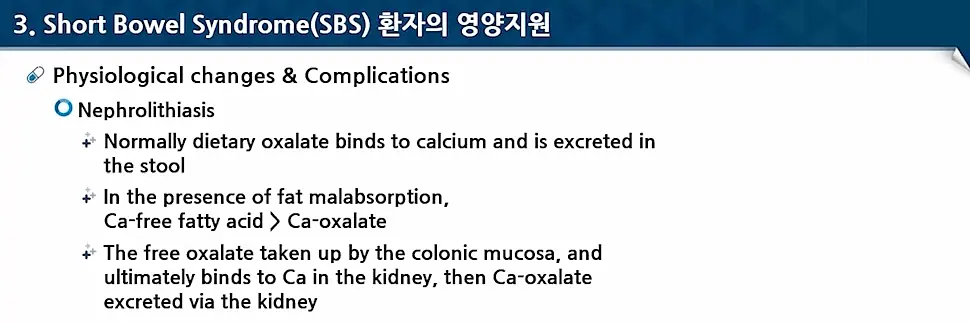 3. Short Bowel Syndrome(SBS) 환자의 영양지원
Physiological changes & Complications
Nephrolithiasis
Normally dietary oxalate binds to calcium and is excreted in
the stool
In the presence of fat malabsorption,
Ca-free fatty acid > Ca-oxalate
The free oxalate taken up by the colonic mucosa, and
ultimately binds to Ca in the kidney, then Ca-oxalate
excreted via the kidney